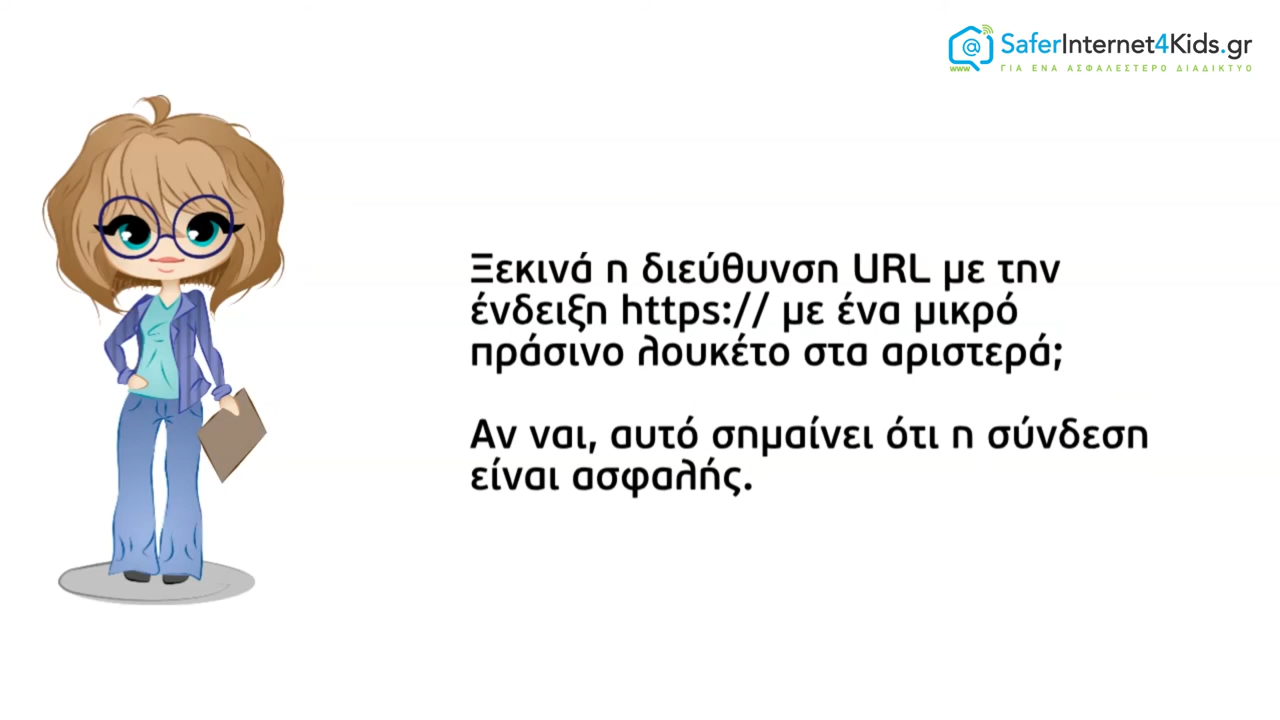 SaferInternet4Kids.gr
ΓΙΑ ΕΝΑ ΑΣΦΑΛΕΣΤΕΡΟ ΔΙΑΔΙΚΤΥΟ
@
www
Ξεκινά η διεύθυνση URL με την
ένδειξη https:// με ένα μικρό
πράσινο λουκέτο στα αριστερά;
Αν ναι, αυτό σημαίνει ότι η σύνδεση
είναι ασφαλής.